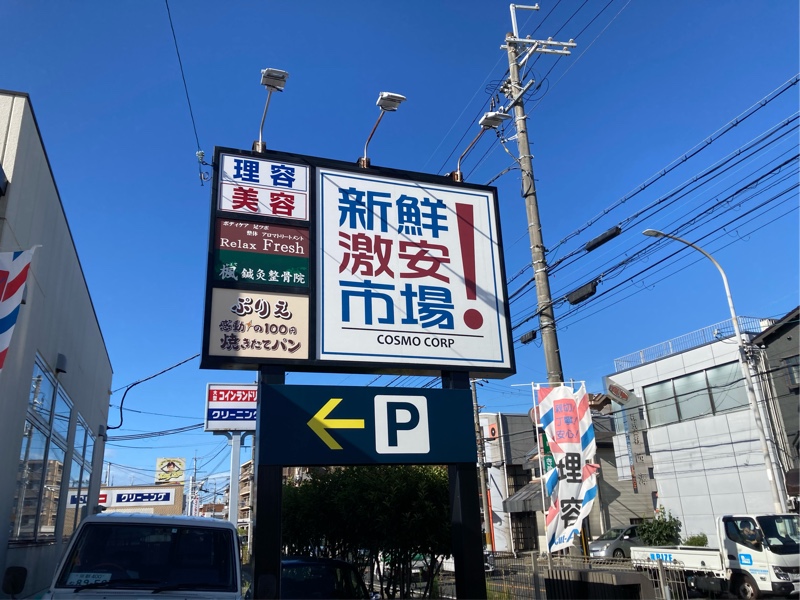 理容
美容
ボディケア 足ツボ
整体 アロマトリートメント
Relax Fresh
楓 鍼灸整骨院
ぷりえ
感動の100円
焼きたてパン
新鮮
激安
市場!
COSMO CORP
P
コインランドリー
クリーニング
クリーニング
理容